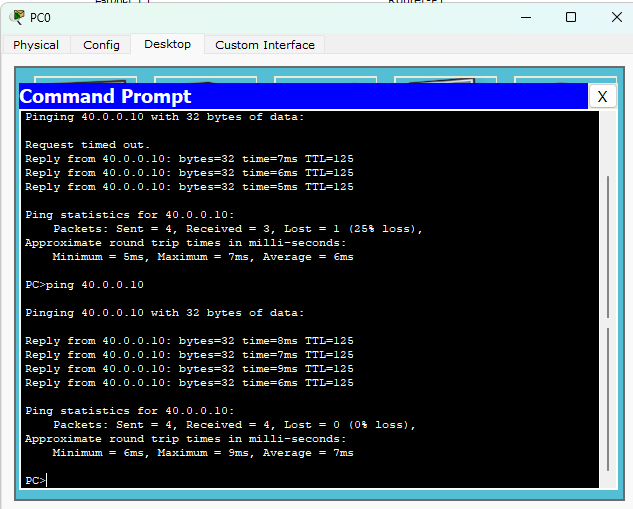 PC0
Physical Config Desktop Custom Interface
Command Prompt X
Pinging 40.0.0.10 with 32 bytes of data:
Request timed out.
Reply from 40.0.0.10: bytes=32 time=7ms TTL=125
Reply from 40.0.0.10: bytes=32 time=6ms TTL=125
Reply from 40.0.0.10: bytes=32 time=5ms TTL=125
Ping statistics for 40.0.0.10:
Packets: Sent = 4, Received = 3, Lost = 1 (25% loss),
Approximate round trip times in milli-seconds:
Minimum = 5ms, Maximum = 7ms, Average = 6ms
PC>ping 40.0.0.10
Pinging 40.0.0.10 with 32 bytes of data:
Reply from 40.0.0.10: bytes=32 time=8ms TTL=125
Reply from 40.0.0.10: bytes=32 time=7ms TTL=125
Reply from 40.0.0.10: bytes=32 time=9ms TTL=125
Reply from 40.0.0.10: bytes=32 time=6ms TTL=125
Ping statistics for 40.0.0.10:
Packets: Sent = 4, Received = 4, Lost = 0 (0% loss),
Approximate round trip times in milli-seconds:
Minimum = 6ms, Maximum = 9ms, Average = 7ms
PC>